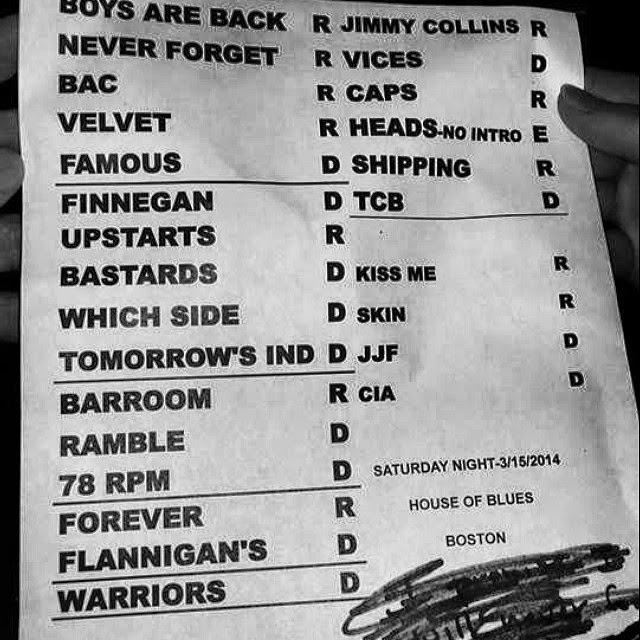 BOYS ARE BACK R
NEVER FORGET R
BAC R
VELVET R
FAMOUS D
FINNEGAN D
UPSTARTS R
BASTARDS D
WHICH SIDE D
TOMORROW'S IND D
BARROOM R
RAMBLE D
78 RPM D
FOREVER R
FLANNIGAN'S D
WARRIORS D
JIMMY COLLINS R
VICES D
CAPS R
HEADS-NO INTRO E
SHIPPING R
TCB D
KISS ME R
SKIN R
JJF D
CIA D
SATURDAY NIGHT-3/15/2014
HOUSE OF BLUES
BOSTON